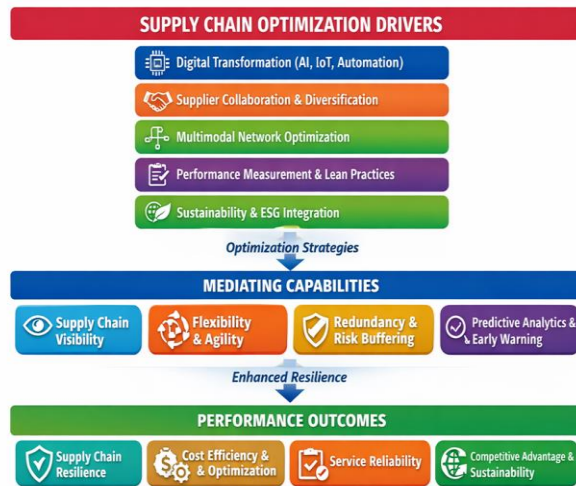 SUPPLY CHAIN OPTIMIZATION DRIVERS
Digital Transformation (AI, IoT, Automation)
Supplier Collaboration & Diversification
Multimodal Network Optimization
Performance Measurement & Lean Practices
Sustainability & ESG Integration
Optimization Strategies
MEDIATING CAPABILITIES
Supply Chain
Visibility
Flexibility
& Agility
Redundancy &
Risk Buffering
Predictive Analytics &
Early Warning
Enhanced Resilience
PERFORMANCE OUTCOMES
Supply Chain
Resilience
Cost Efficiency &
& Optimization
Service Reliability
Competitive Advantage &
Sustainability